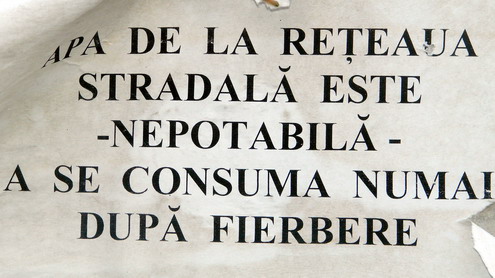 APA DE LA REȚEAUA
STRADALĂ ESTE
-NEPOTABILĂ -
A SE CONSUMA NUMAI
DUPĂ FIERBERE